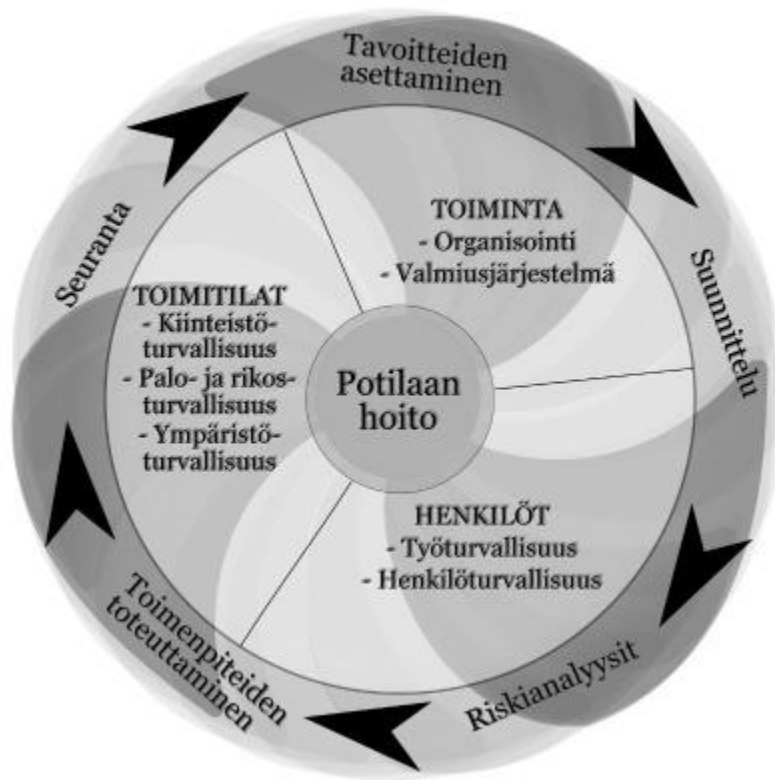 Tavoitteiden
asettaminen
Suunnittelu
Riskianalyysit
Toimenpiteiden
toteuttaminen
Seuranta
TOIMINTA
- Organisointi
- Valmiusjärjestelmä
TOIMITILAT
- Kiinteistö-
turvallisuus
- Palo- ja rikos-
turvallisuus
- Ympäristö-
turvallisuus
Potilaan
hoito
HENKILÖT
- Työturvallisuus
- Henkilöturvallisuus